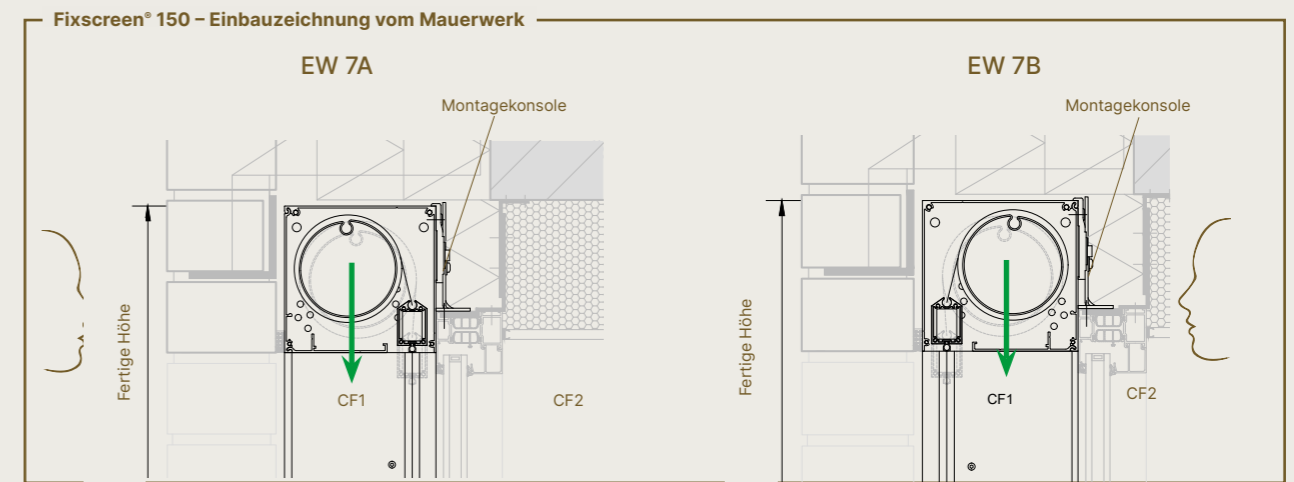 Fixscreen® 150 – Einbauzeichnung vom Mauerwerk
EW 7A
EW 7B
Montagekonsole
Montagekonsole
Fertige Höhe
Fertige Höhe
CF1
CF2
CF1
CF2